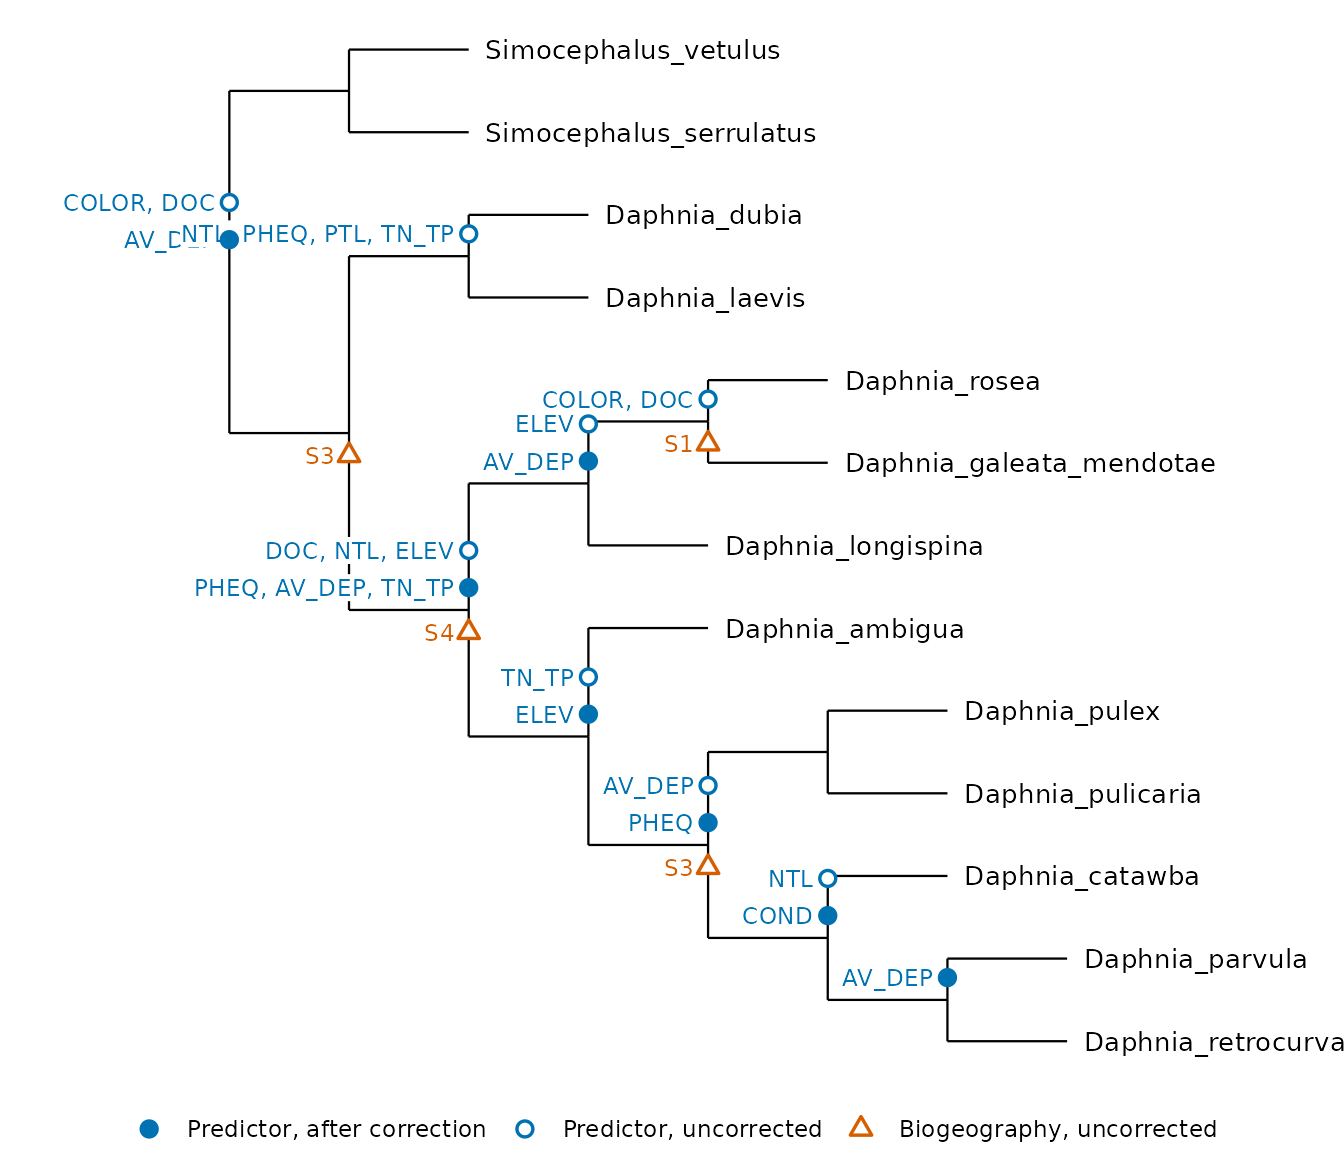 Simocephalus_vetulus
Simocephalus_serrulatus
COLOR, DOC
Daphnia_dubia
NTL, PHEQ, PTL, TN_TP
Daphnia_laevis
Daphnia_rosea
COLOR, DOC
ELEV
S1
S3
AV_DEP
Daphnia_galeata_mendotae
Daphnia_longispina
DOC, NTL, ELEV
PHEQ, AV_DEP, TN_TP
S4
Daphnia_ambigua
TN_TP
ELEV
Daphnia_pulex
AV_DEP
Daphnia_pulicaria
PHEQ
S3
NTL
Daphnia_catawba
COND
Daphnia_parvula
AV_DEP
Daphnia_retrocurva
Predictor, after correction Predictor, uncorrected Biogeography, uncorrected